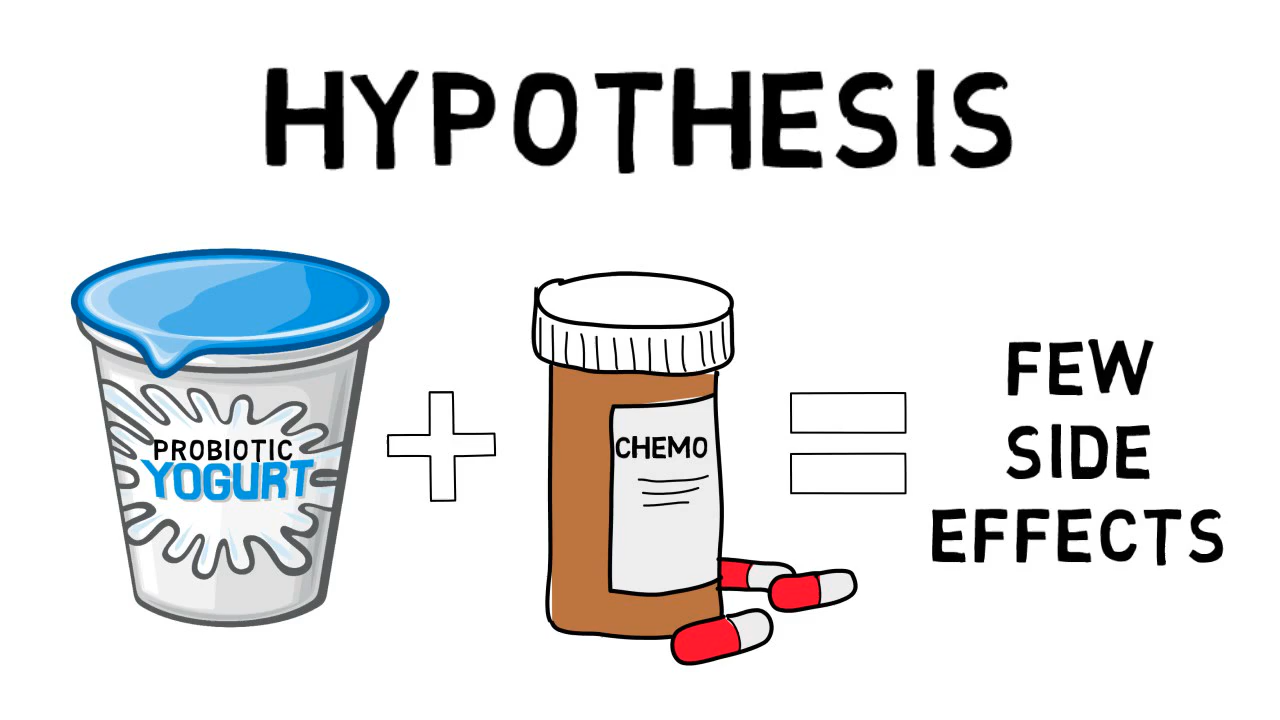 HYPOTHESIS
PROBIOTIC
YOGURT
CHEMO
FEW
SIDE
EFFECTS